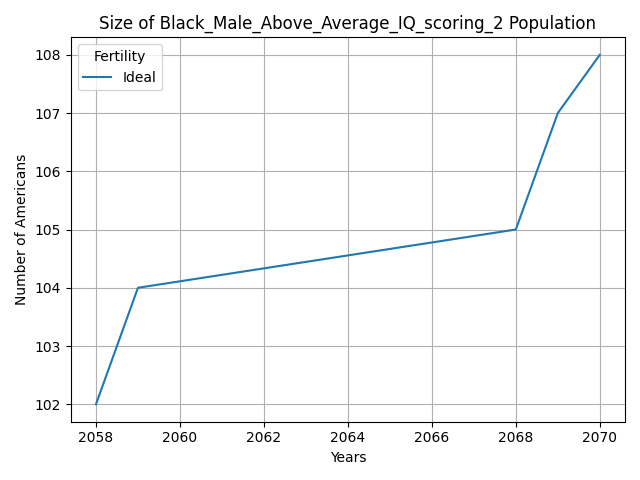 Size of Black_Male_Above_Average_IQ_scoring_2 Population
Fertility
Ideal
108
107
106
105
104
103
102
Number of Americans
2058 2060 2062 2064 2066 2068 2070
Years